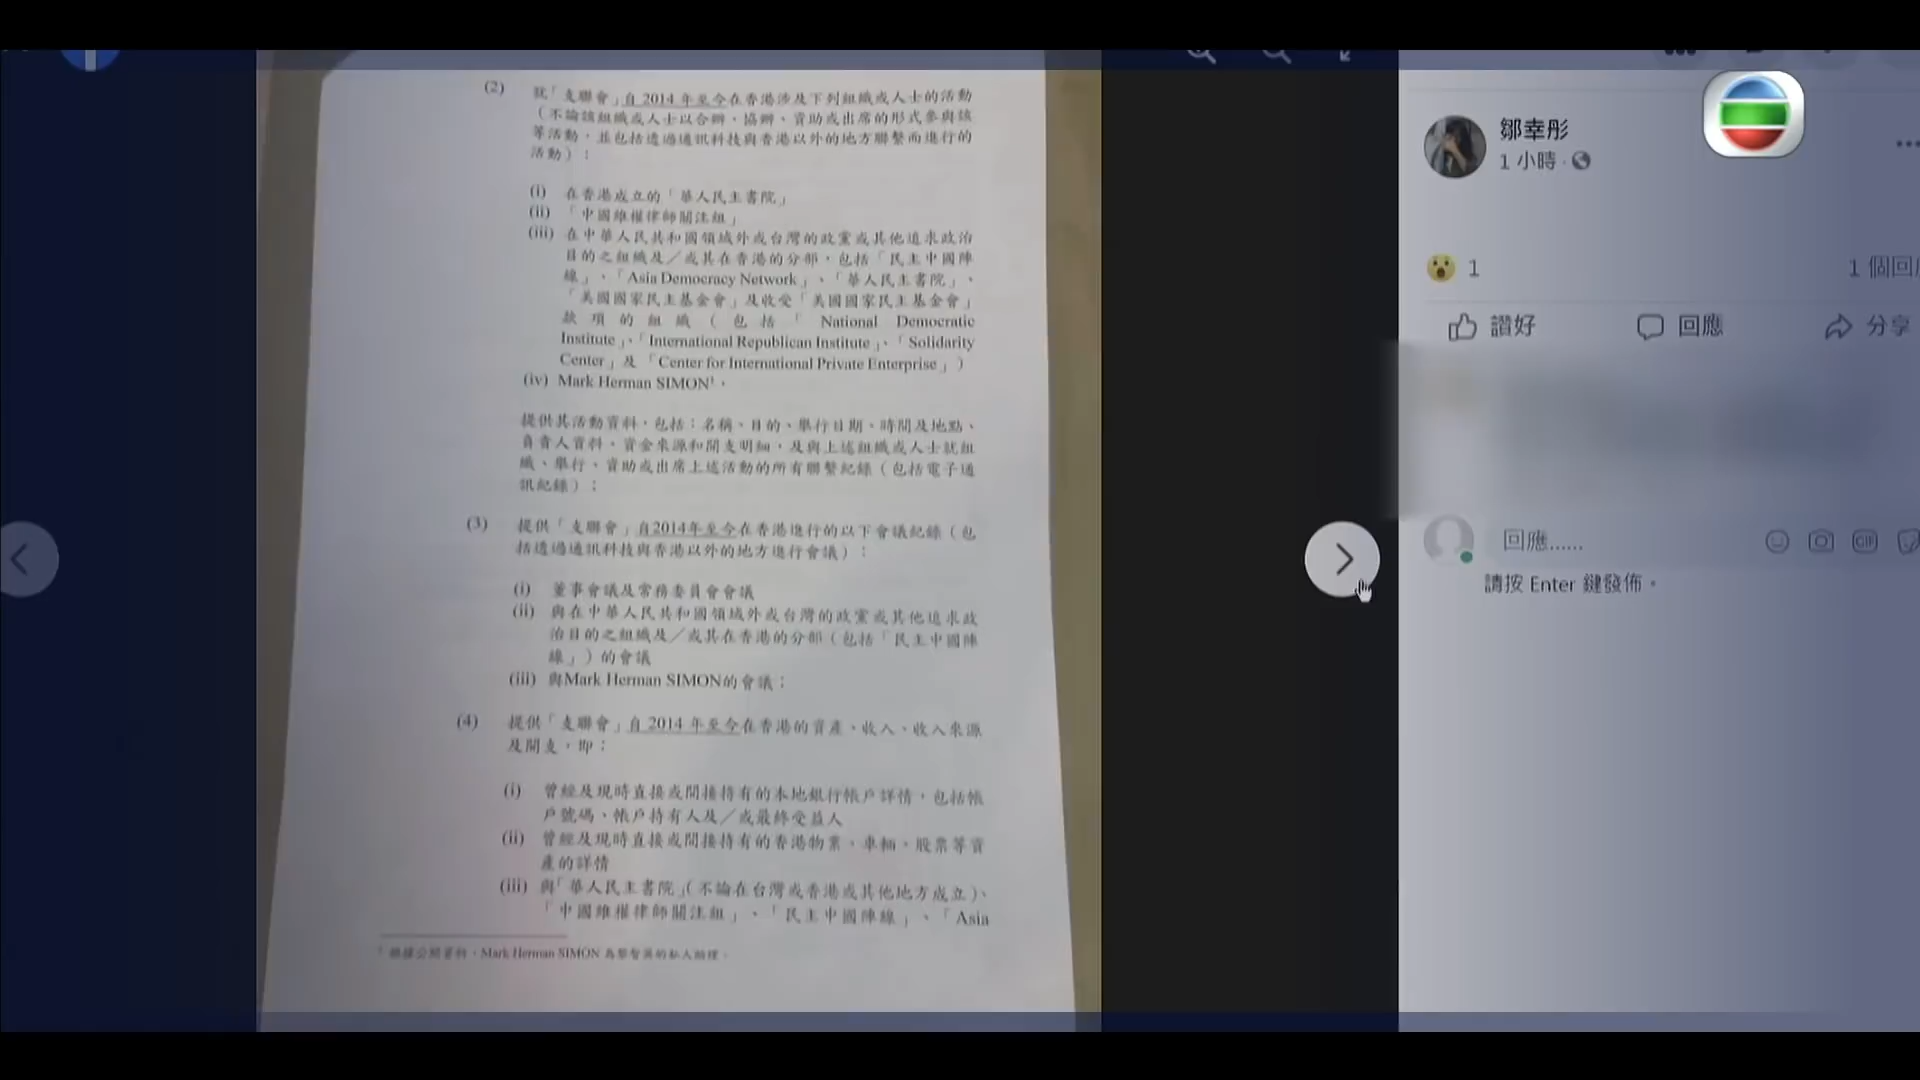 (2) 就「支聯會」自 2014 年至今在香港涉及下列組織或人士的活動
（不論該組織或人士以合辦、協辦、資助或出席的形式參與該
等活動，並包括透過通訊科技與香港以外的地方聯繫而進行的
活動）：
(i) 在香港成立的「華人民主書院」
(ii) 「中國維權律師關注組」
(iii) 在中華人民共和國領域外或台灣的政黨或其他追求政治
目的之組織及／或其在香港的分部，包括「民主中國陣
線」、「Asia Democracy Network」、「華人民主書院」、
「美國國家民主基金會」及收受「美國國家民主基金會」
款項的組織（包括「National Democratic
Institute」、「International Republican Institute」、「Solidarity
Center」及「Center for International Private Enterprise」）
(iv) Mark Herman SIMON¹，
提供其活動資料，包括：名稱、目的、舉行日期、時間及地點、
負責人資料，資金來源和開支明細，及與上述組織或人士就組
織、舉行、資助或出席上述活動的所有聯繫紀錄（包括電子通
訊紀錄）；
(3) 提供「支聯會」自2014年至今在香港進行的以下會議紀錄（包
括透過通訊科技與香港以外的地方進行會議）：
(i) 董事會議及常務委員會會議
(ii) 與在中華人民共和國領域外或台灣的政黨或其他追求政
治目的之組織及／或其在香港的分部（包括「民主中國陣
線」）的會議
(iii) 與Mark Herman SIMON的會議；
(4) 提供「支聯會」自 2014 年至今在香港的資產、收入、收入來源
及開支，即：
(i) 曾經及現時直接或間接持有的本地銀行帳戶詳情，包括帳
戶號碼、帳戶持有人及／或最終受益人
(ii) 曾經及現時直接或間接持有的香港物業、車輛、股票等資
產的詳情
(iii) 與「華人民主書院」（不論在台灣或香港或其他地方成立）、
「中國維權律師關注組」、「民主中國陣線」、「Asia
¹ 根據公開資料，Mark Herman SIMON 為黎智英的私人助理。
鄒幸彤
1 小時
1
1 個回
讚好
回應
分享
回應......
GIF
請按 Enter 鍵發佈。